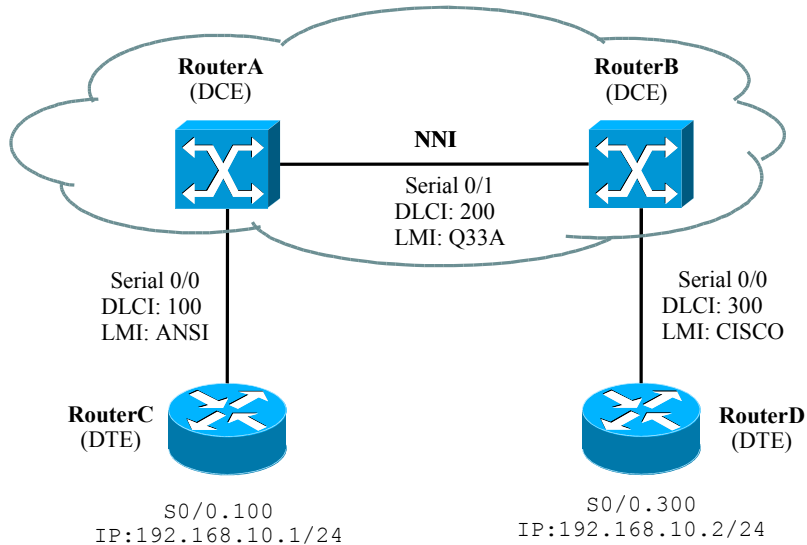 RouterA
(DCE)
RouterB
(DCE)
NNI
Serial 0/1
DLCI: 200
LMI: Q33A
Serial 0/0
DLCI: 100
LMI: ANSI
Serial 0/0
DLCI: 300
LMI: CISCO
RouterC
(DTE)
RouterD
(DTE)
S0/0.100
IP:192.168.10.1/24
S0/0.300
IP:192.168.10.2/24